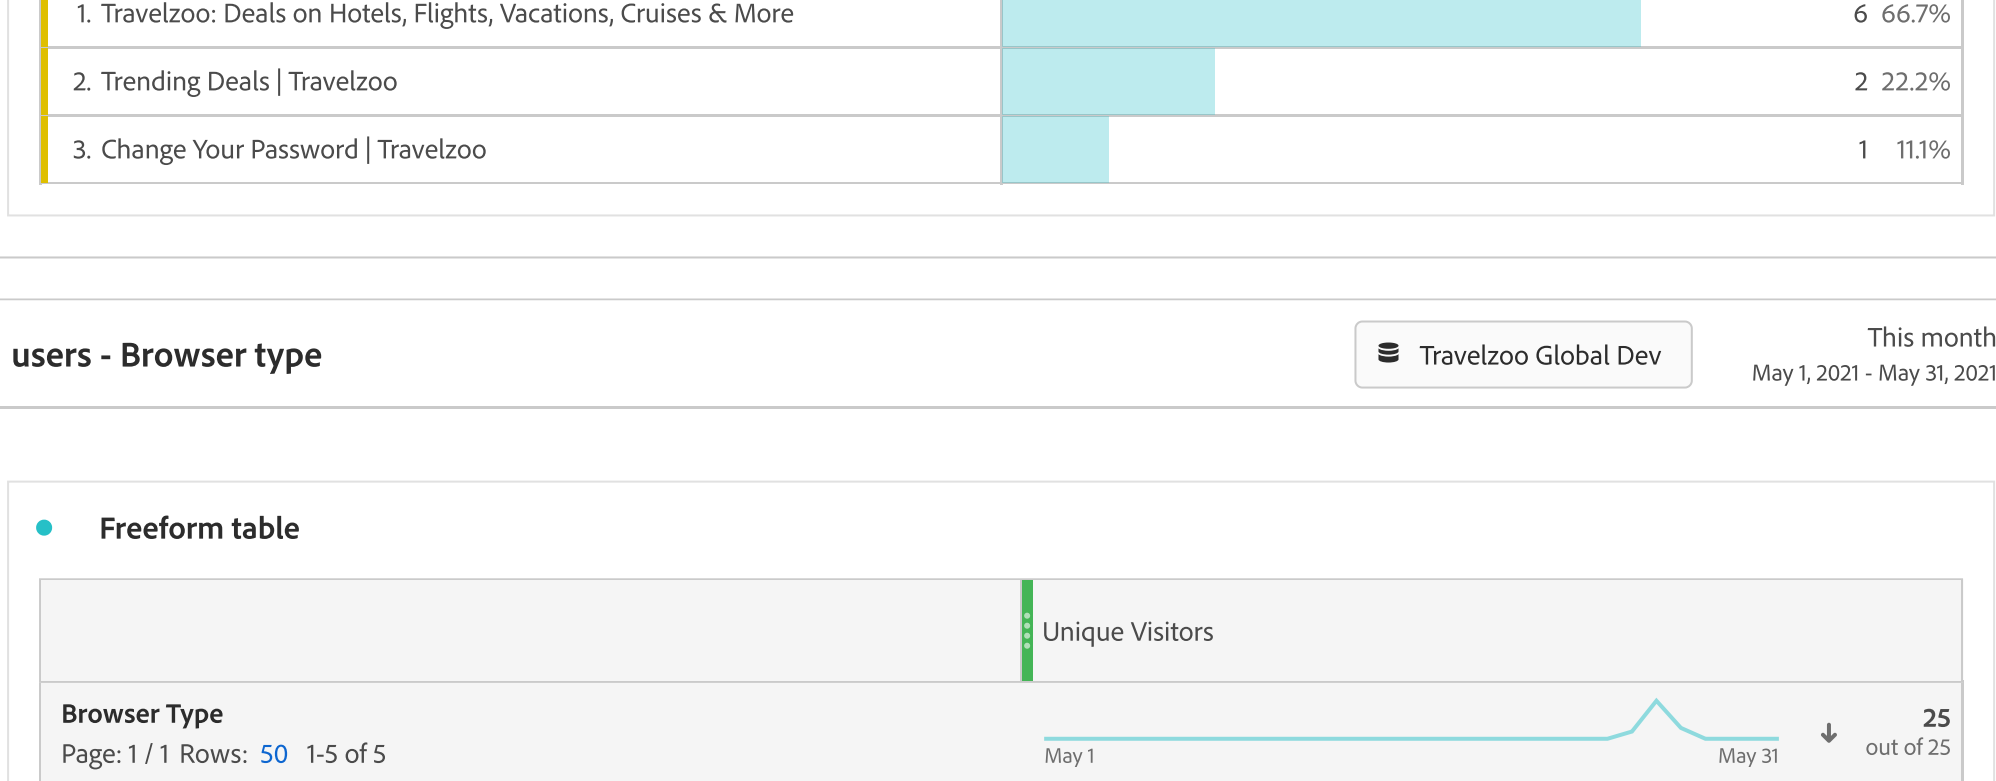 1. Travelzoo: Deals on Hotels, Flights, Vacations, Cruises & More 6 66.7%
2. Trending Deals | Travelzoo 2 22.2%
3. Change Your Password | Travelzoo 1 11.1%
users - Browser type
Travelzoo Global Dev
This month
May 1, 2021 - May 31, 2021
Freeform table
Unique Visitors
Browser Type
Page: 1 / 1 Rows: 50 1-5 of 5
May 1 May 31
25
out of 25